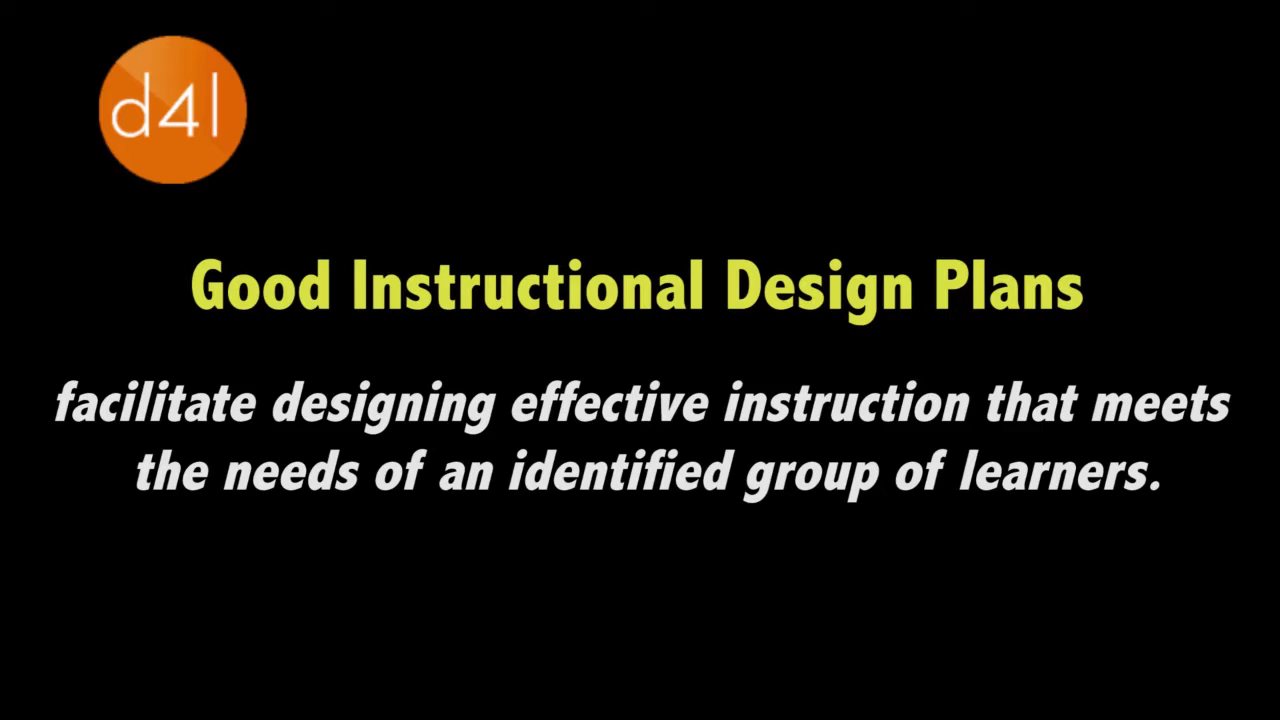 d4l
Good Instructional Design Plans
facilitate designing effective instruction that meets
the needs of an identified group of learners.